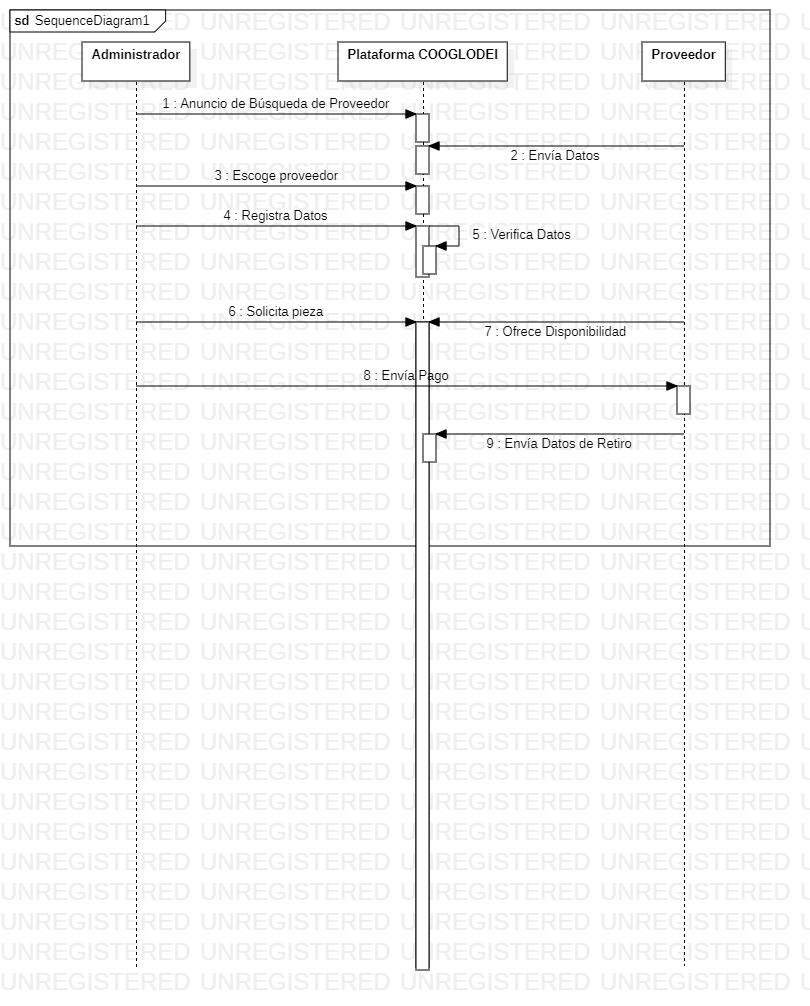 sd SequenceDiagram1
Administrador
Plataforma COOGLODEI
Proveedor
1 : Anuncio de Búsqueda de Proveedor
2 : Envía Datos
3 : Escoge proveedor
4 : Registra Datos
5 : Verifica Datos
6 : Solicita pieza
7 : Ofrece Disponibilidad
8 : Envía Pago
9 : Envía Datos de Retiro
UNREGISTERED